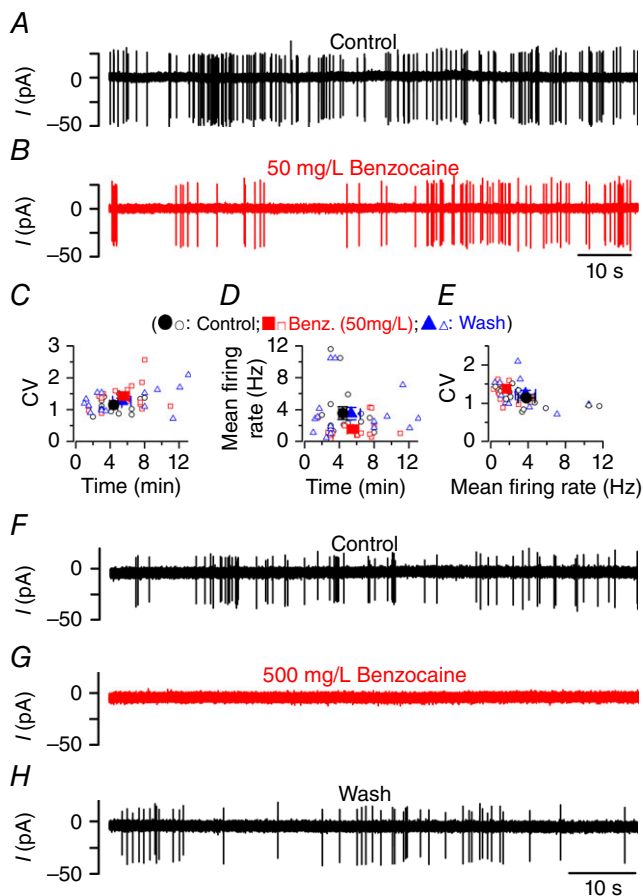 A
Control
I (pA)
0
−50
B
50 mg/L Benzocaine
I (pA)
0
−50
10 s
C D E
(●○: Control; ■□ Benz. (50mg/L); ▲△: Wash)
CV
3
2
1
0
0 4 8 12
Time (min)
Mean firing
rate (Hz)
12
8
4
0
0 4 8 12
Time (min)
CV
3
2
1
0
0 4 8 12
Mean firing rate (Hz)
F
Control
I (pA)
0
−50
G
500 mg/L Benzocaine
I (pA)
0
−50
H
Wash
I (pA)
0
−50
10 s